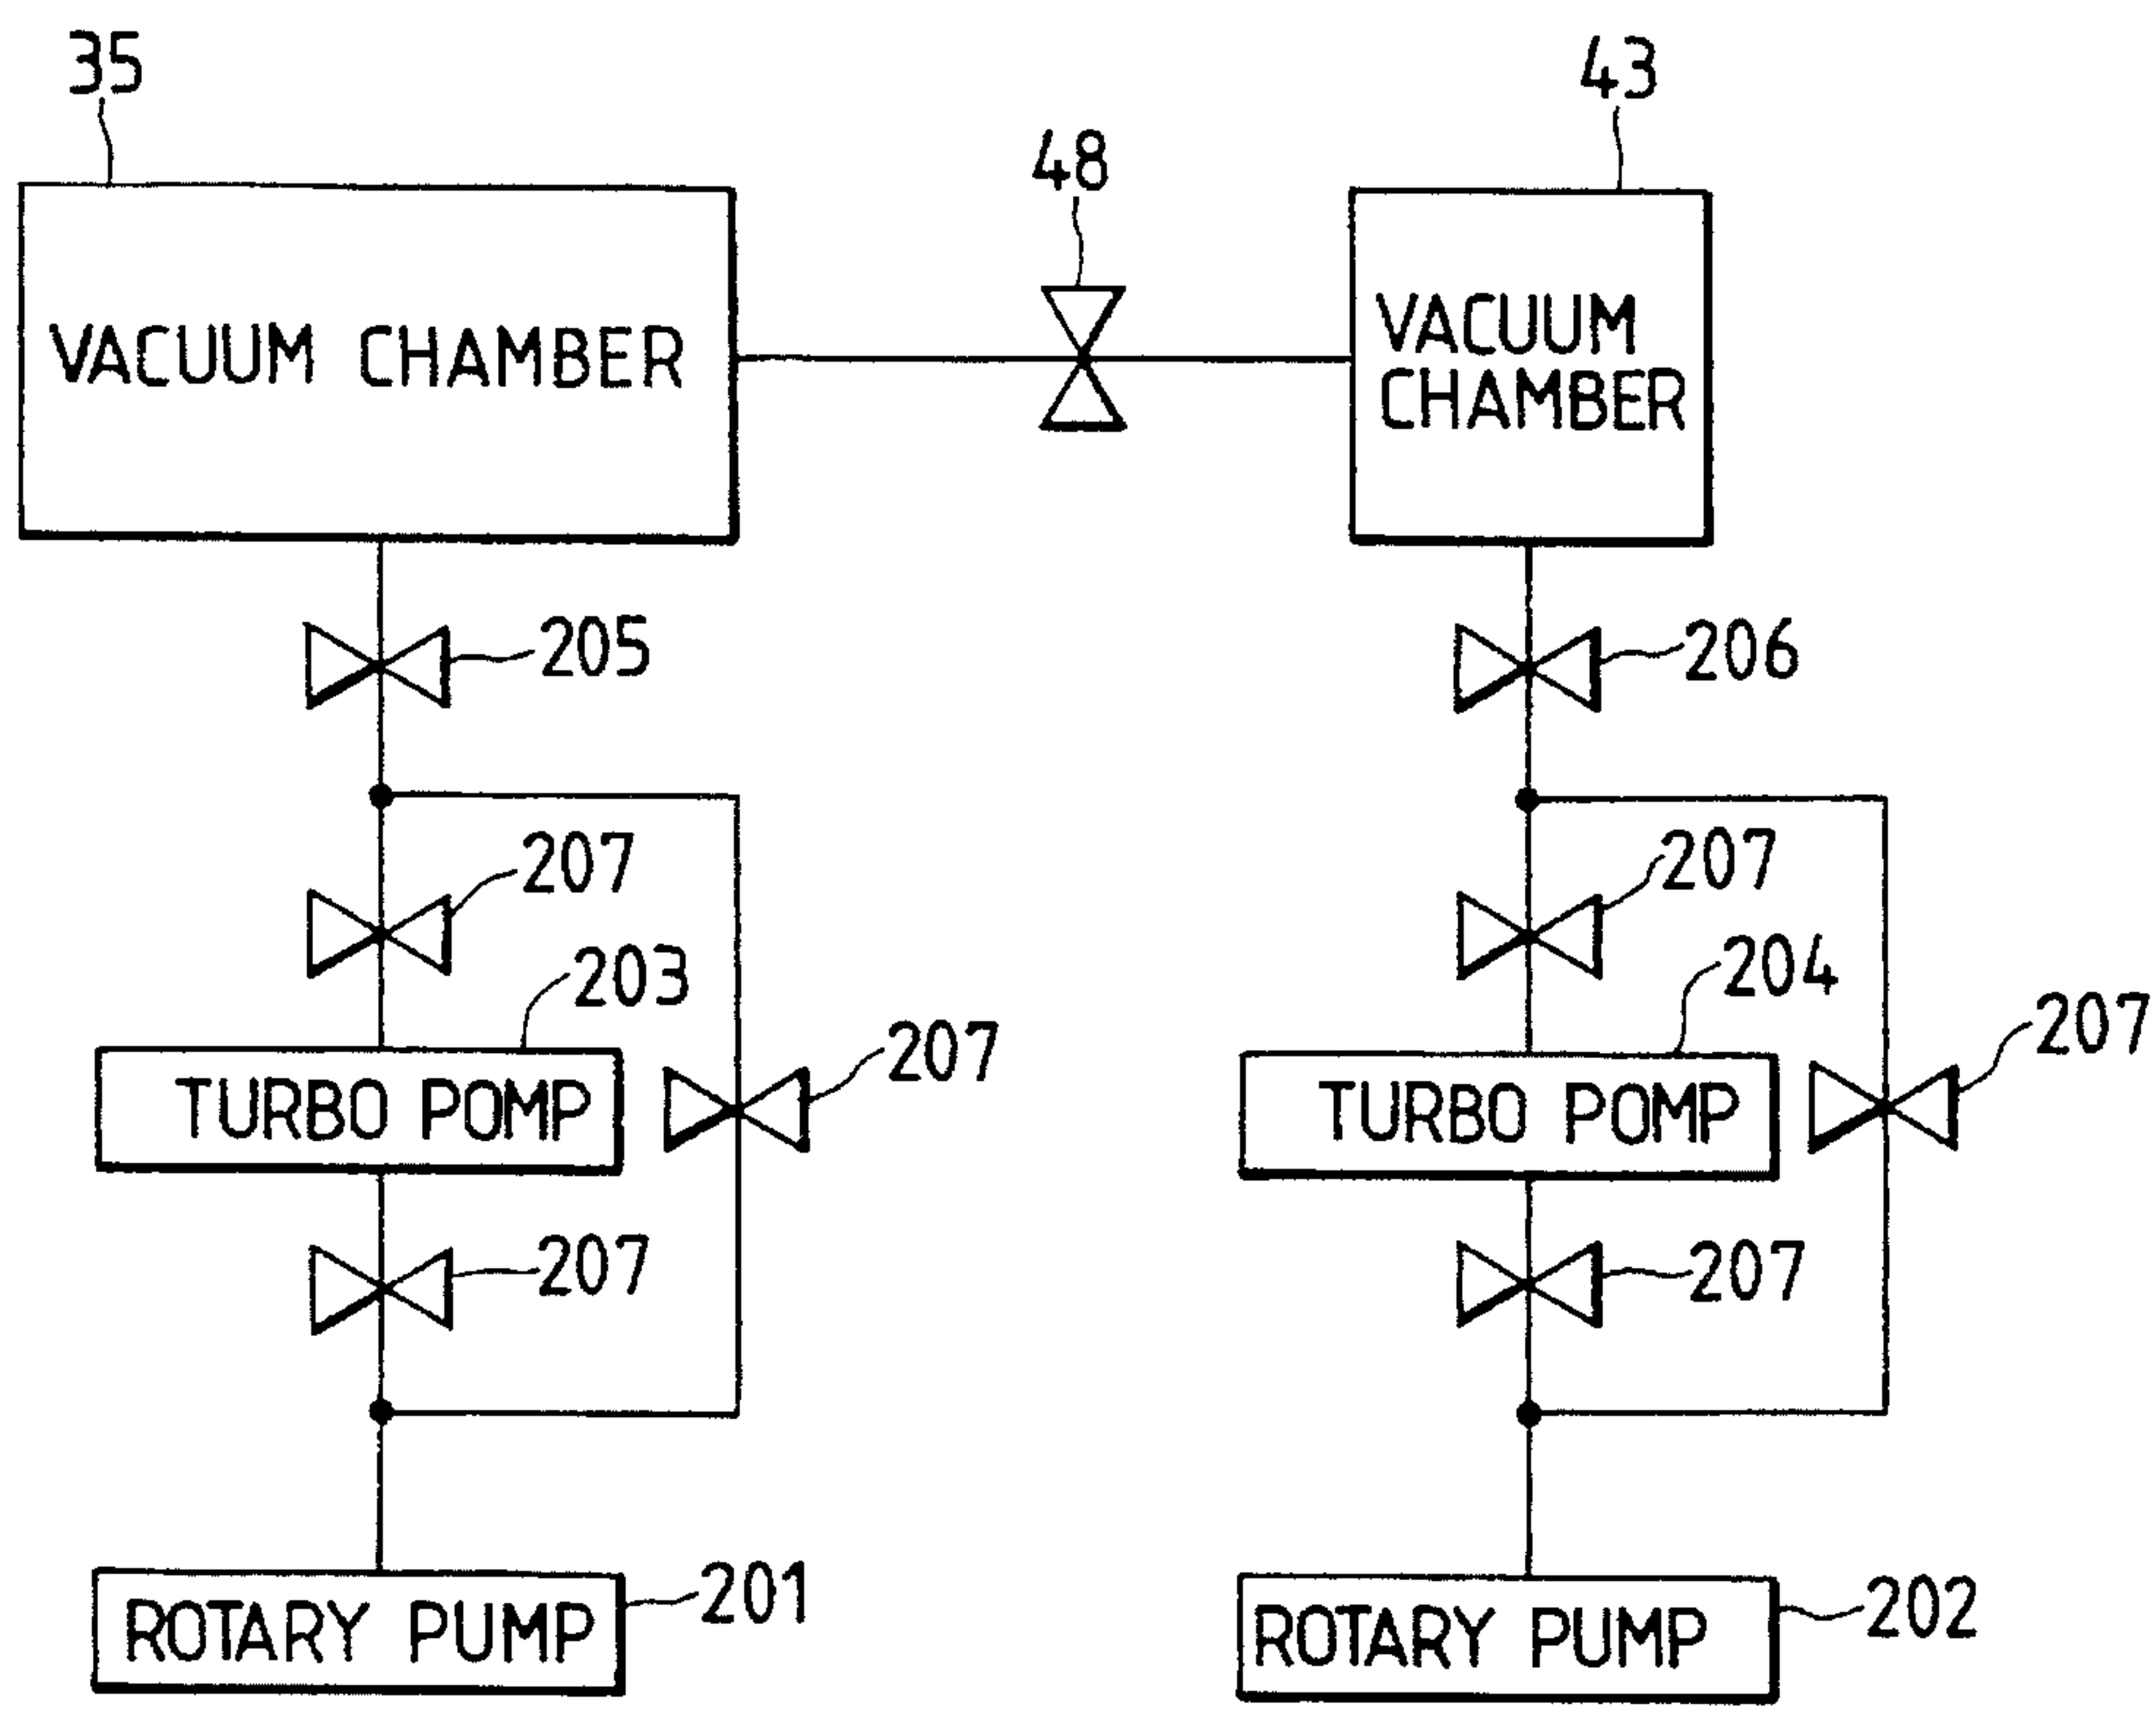 35
43
48
VACUUM CHAMBER
VACUUM
CHAMBER
205
206
207
207
203
204
207
207
TURBO POMP
TURBO POMP
207
207
201
202
ROTARY PUMP
ROTARY PUMP